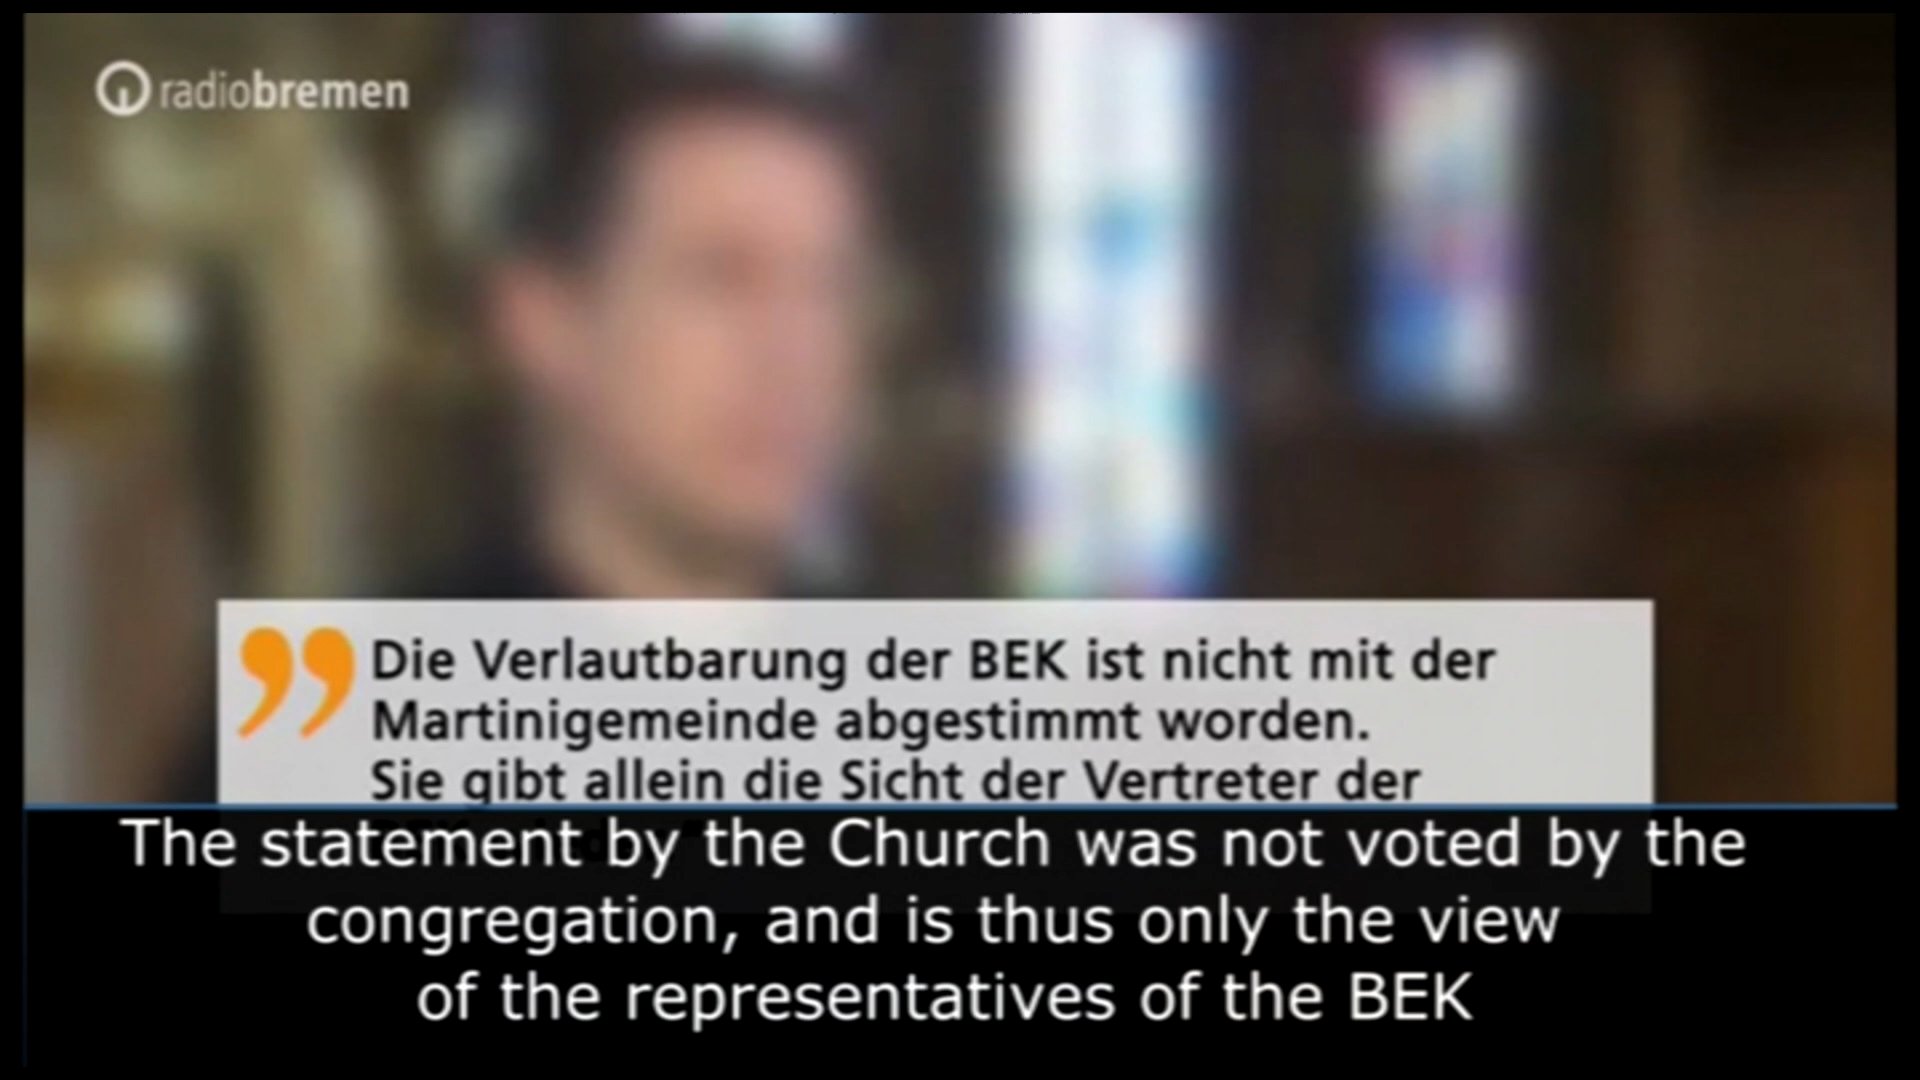 radiobremen
Die Verlautbarung der BEK ist nicht mit der
Martinigemeinde abgestimmt worden.
Sie gibt allein die Sicht der Vertreter der
The statement by the Church was not voted by the
congregation, and is thus only the view
of the representatives of the BEK